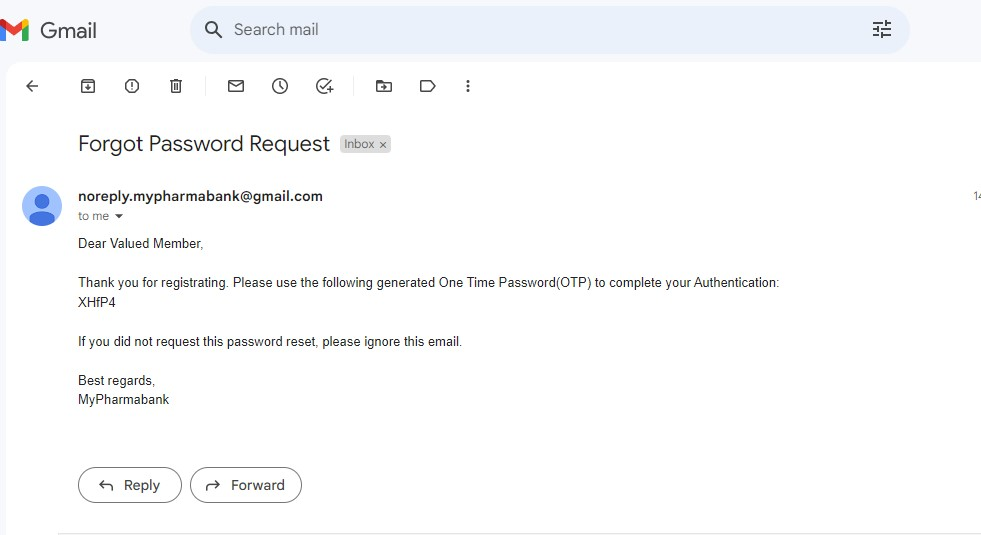 Gmail
Search mail
Forgot Password Request
Inbox ×
noreply.mypharmabank@gmail.com
to me
Dear Valued Member,
Thank you for registrating. Please use the following generated One Time Password(OTP) to complete your Authentication:
XHfP4
If you did not request this password reset, please ignore this email.
Best regards,
MyPharmabank
Reply
Forward